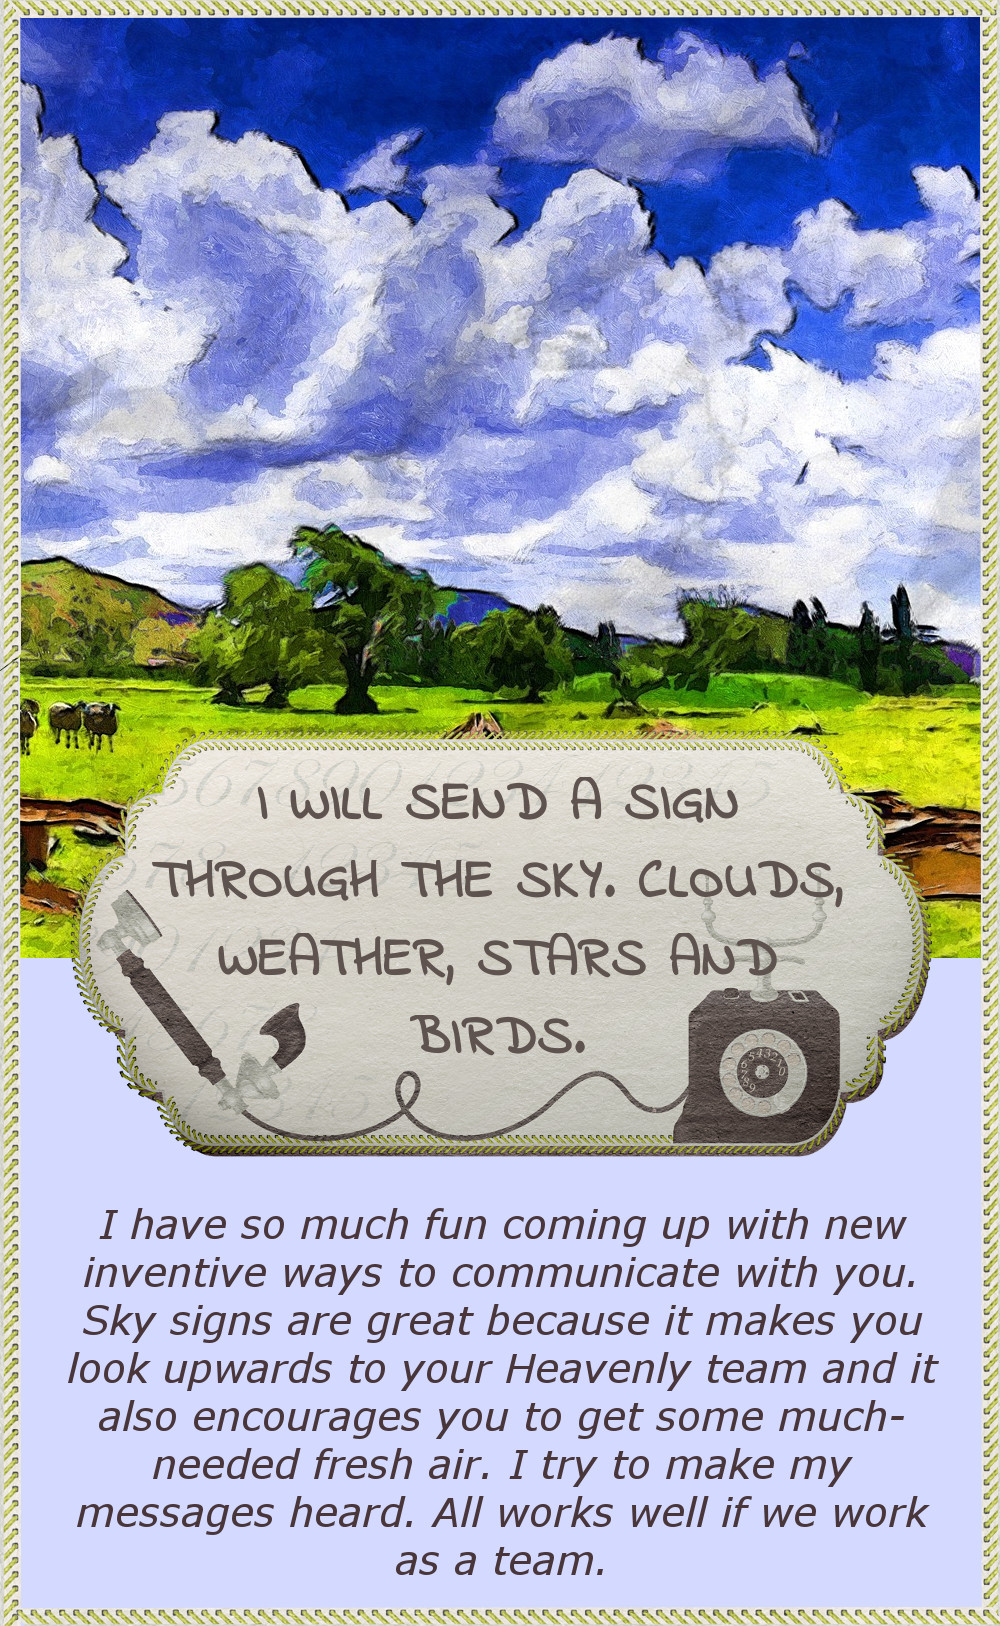 I WILL SEND A SIGN
THROUGH THE SKY. CLOUDS,
WEATHER, STARS AND
BIRDS.
I have so much fun coming up with new
inventive ways to communicate with you.
Sky signs are great because it makes you
look upwards to your Heavenly team and it
also encourages you to get some much-
needed fresh air. I try to make my
messages heard. All works well if we work
as a team.